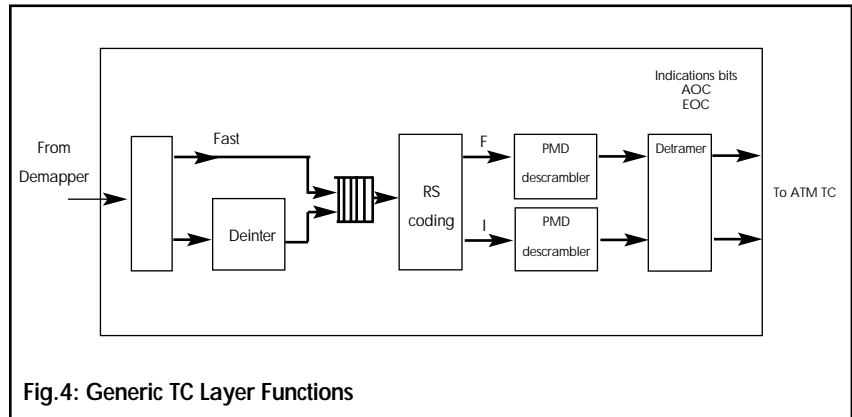 Indications bits
AOC
EOC
From
Demapper
Fast
Deinter
RS
coding
F
I
PMD
descrambler
PMD
descrambler
Detramer
To ATM TC
Fig.4: Generic TC Layer Functions